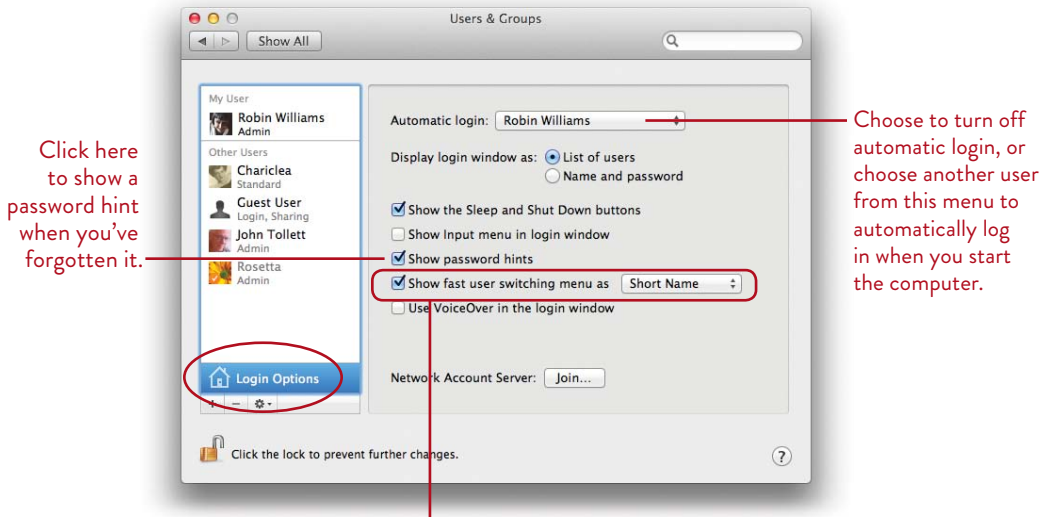 Users & Groups
Show All
My User
Robin Williams
Admin
Other Users
Chariclea
Standard
Guest User
Login, Sharing
John Tollett
Admin
Rosetta
Admin
Login Options
Automatic login: Robin Williams
Display login window as: List of users
Name and password
Show the Sleep and Shut Down buttons
Show Input menu in login window
Show password hints
Show fast user switching menu as Short Name
Use VoiceOver in the login window
Network Account Server: Join...
Click the lock to prevent further changes.
?
Click here
to show a
password hint
when you've
forgotten it.
Choose to turn off
automatic login, or
choose another user
from this menu to
automatically log
in when you start
the computer.